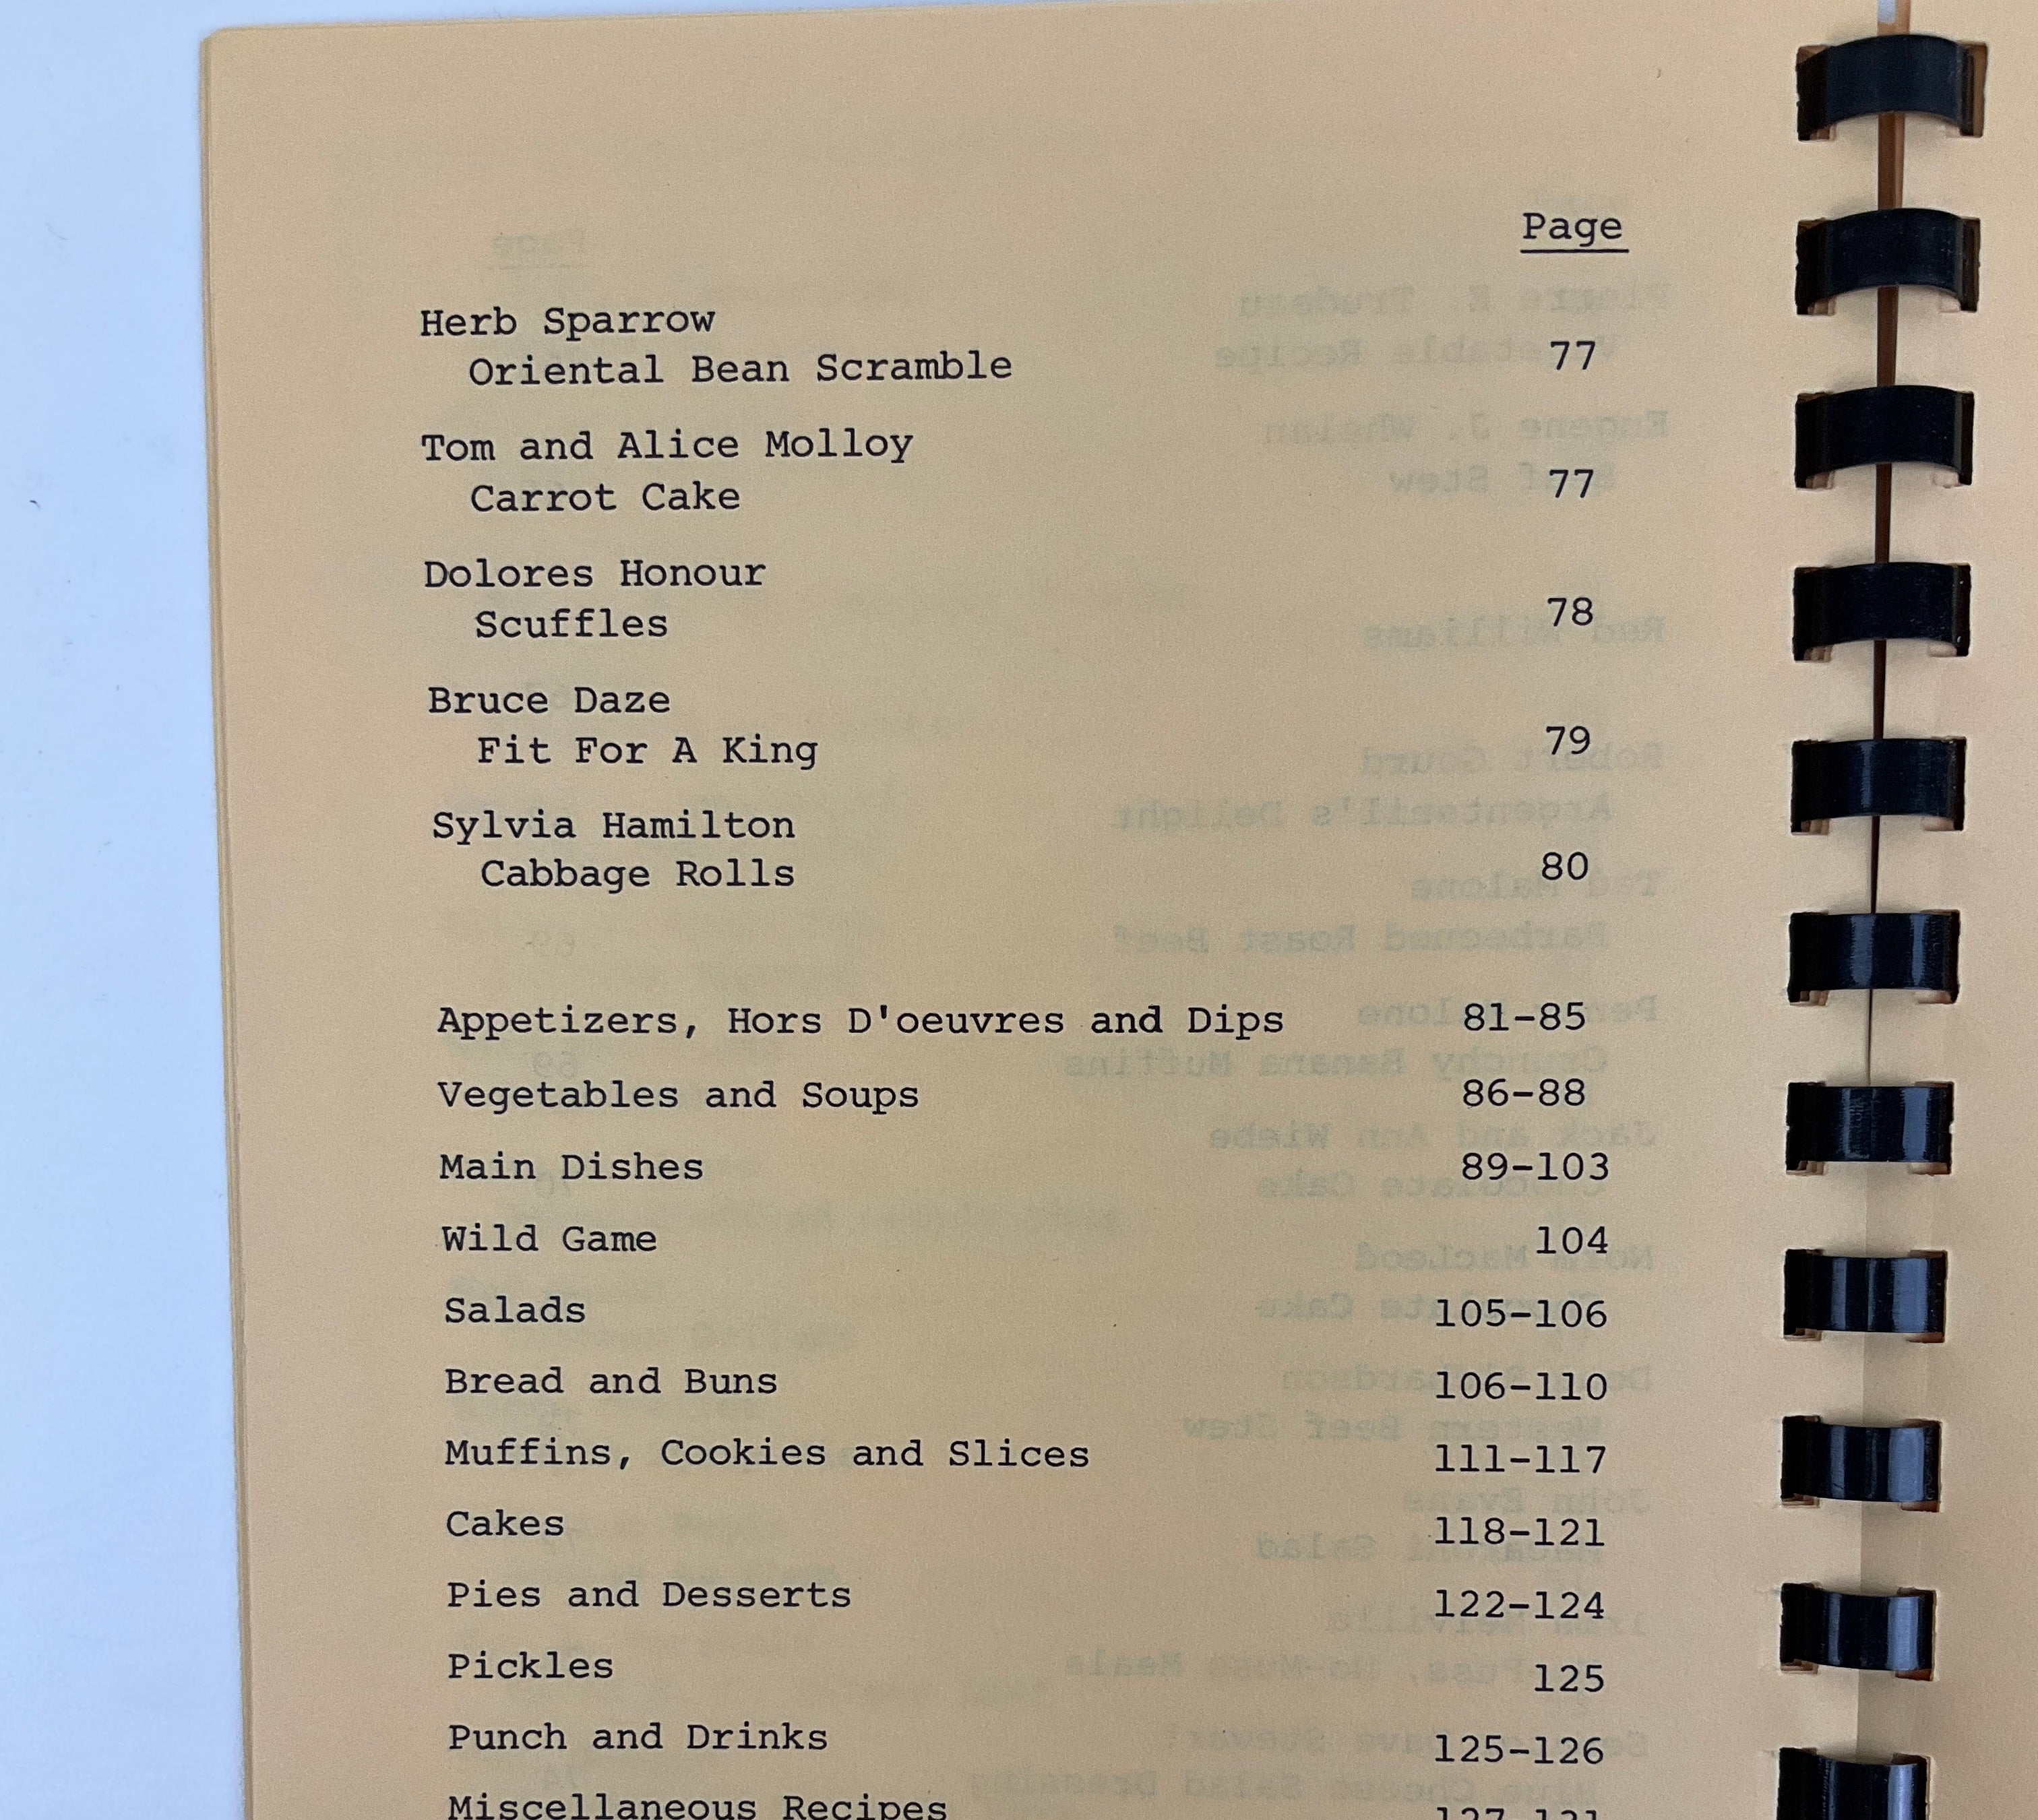 Page
Herb Sparrow
Oriental Bean Scramble 77
Tom and Alice Molloy
Carrot Cake 77
Dolores Honour
Scuffles 78
Bruce Daze
Fit For A King 79
Sylvia Hamilton
Cabbage Rolls 80
Appetizers, Hors D'oeuvres and Dips 81-85
Vegetables and Soups 86-88
Main Dishes 89-103
Wild Game 104
Salads 105-106
Bread and Buns 106-110
Muffins, Cookies and Slices 111-117
Cakes 118-121
Pies and Desserts 122-124
Pickles 125
Punch and Drinks 125-126
Miscellaneous Recipes